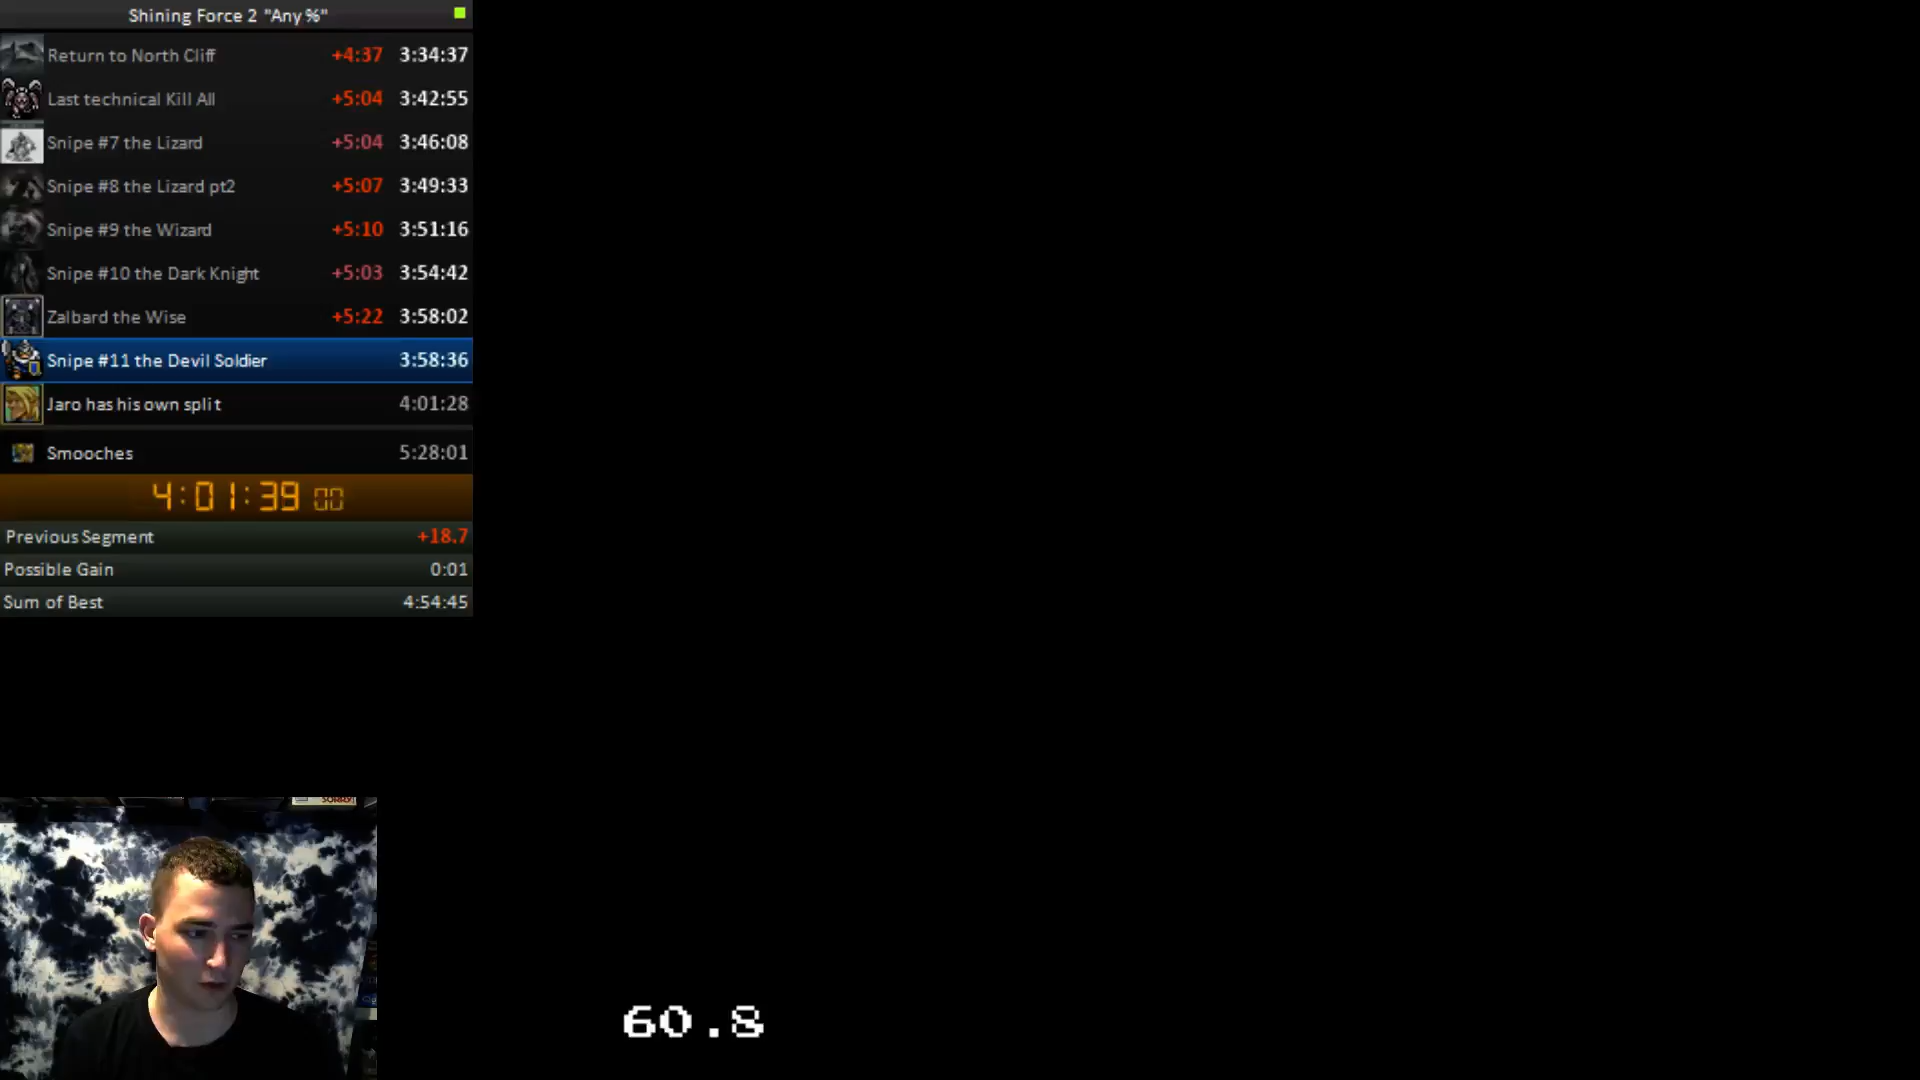 Shining Force 2 "Any%"
Return to North Cliff +4:37 3:34:37
Last technical Kill All +5:04 3:42:55
Snipe #7 the Lizard +5:04 3:46:08
Snipe #8 the Lizard pt2 +5:07 3:49:33
Snipe #9 the Wizard +5:10 3:51:16
Snipe #10 the Dark Knight +5:03 3:54:42
Zalbard the Wise +5:22 3:58:02
Snipe #11 the Devil Soldier 3:58:36
Jaro has his own split 4:01:28
Smooches 5:28:01
4:01:39 00
Previous Segment +18.7
Possible Gain 0:01
Sum of Best 4:54:45
SORRY!
60.8